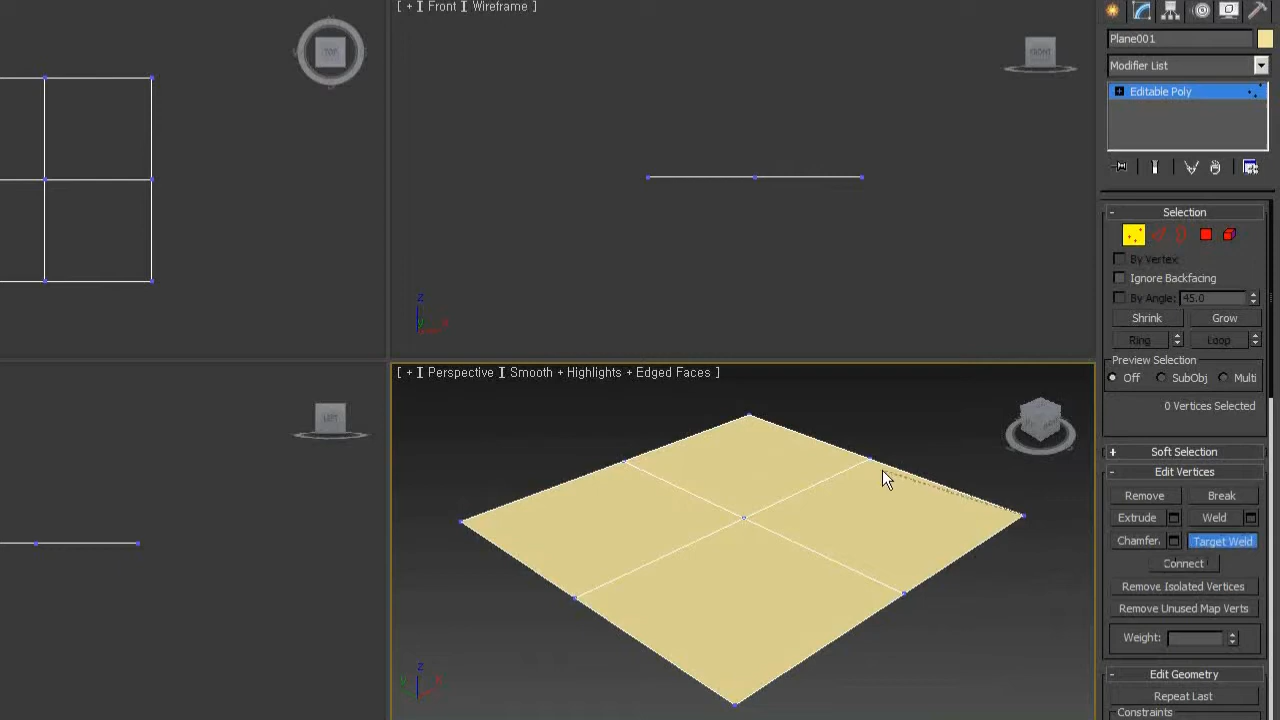 [ + ] Front ] Wireframe ]
TOP
FRONT
Plane001
Modifier List
Editable Poly
Selection
By Vertex
Ignore Backfacing
By Angle: 45.0
Shrink Grow
Ring Loop
Preview Selection
Off SubObj Multi
0 Vertices Selected
z
x
[ + ] Perspective ] Smooth + Highlights + Edged Faces ]
LEFT
Soft Selection
Edit Vertices
Remove Break
Extrude Weld
Chamfer Target Weld
Connect
Remove Isolated Vertices
Remove Unused Map Verts
Weight:
z
y x
Edit Geometry
Repeat Last
Constraints